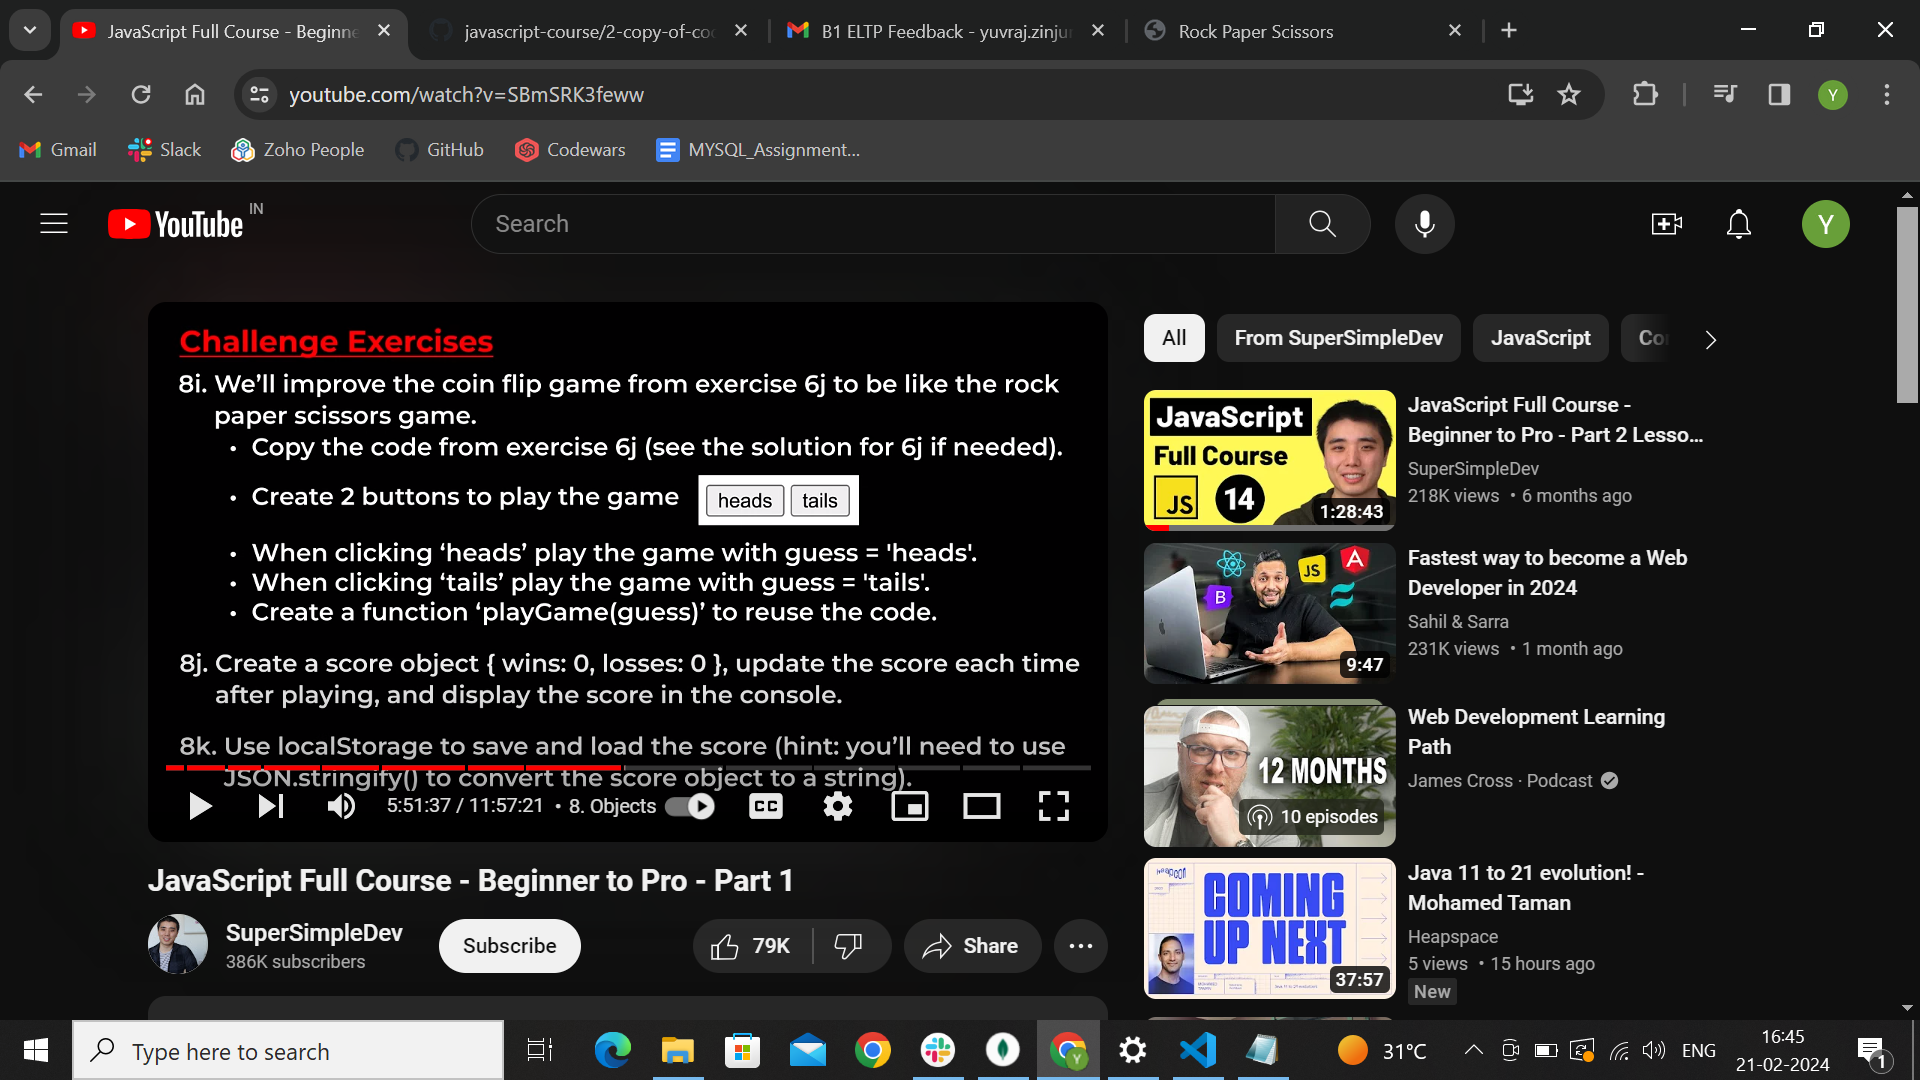 JavaScript Full Course - Beginne
javascript-course/2-copy-of-co
B1 ELTP Feedback - yuvraj.zinju
Rock Paper Scissors
youtube.com/watch?v=SBmSRK3feww
Y
Gmail
Slack
Zoho People
GitHub
Codewars
MYSQL_Assignment...
YouTube IN
Search
Y
Challenge Exercises
8i. We'll improve the coin flip game from exercise 6j to be like the rock
paper scissors game.
• Copy the code from exercise 6j (see the solution for 6j if needed).
• Create 2 buttons to play the game heads tails
• When clicking ‘heads’ play the game with guess = 'heads'.
• When clicking ‘tails’ play the game with guess = 'tails'.
• Create a function ‘playGame(guess)’ to reuse the code.
8j. Create a score object { wins: 0, losses: 0 }, update the score each time
after playing, and display the score in the console.
8k. Use localStorage to save and load the score (hint: you’ll need to use
JSON.stringify() to convert the score object to a string).
5:51:37 / 11:57:21 • 8. Objects
CC
JavaScript Full Course - Beginner to Pro - Part 1
SuperSimpleDev
386K subscribers
Subscribe
79K
Share
All
From SuperSimpleDev
JavaScript
JavaScript
Full Course
JS 14
1:28:43
JavaScript Full Course -
Beginner to Pro - Part 2 Lesso...
SuperSimpleDev
218K views • 6 months ago
JS
B
9:47
Fastest way to become a Web
Developer in 2024
Sahil & Sarra
231K views • 1 month ago
12 MONTHS
10 episodes
Web Development Learning
Path
James Cross · Podcast
COMING
UP NEXT
37:57
Java 11 to 21 evolution! -
Mohamed Taman
Heapspace
5 views • 15 hours ago
New
Type here to search
Y
31°C
ENG
16:45
21-02-2024
1